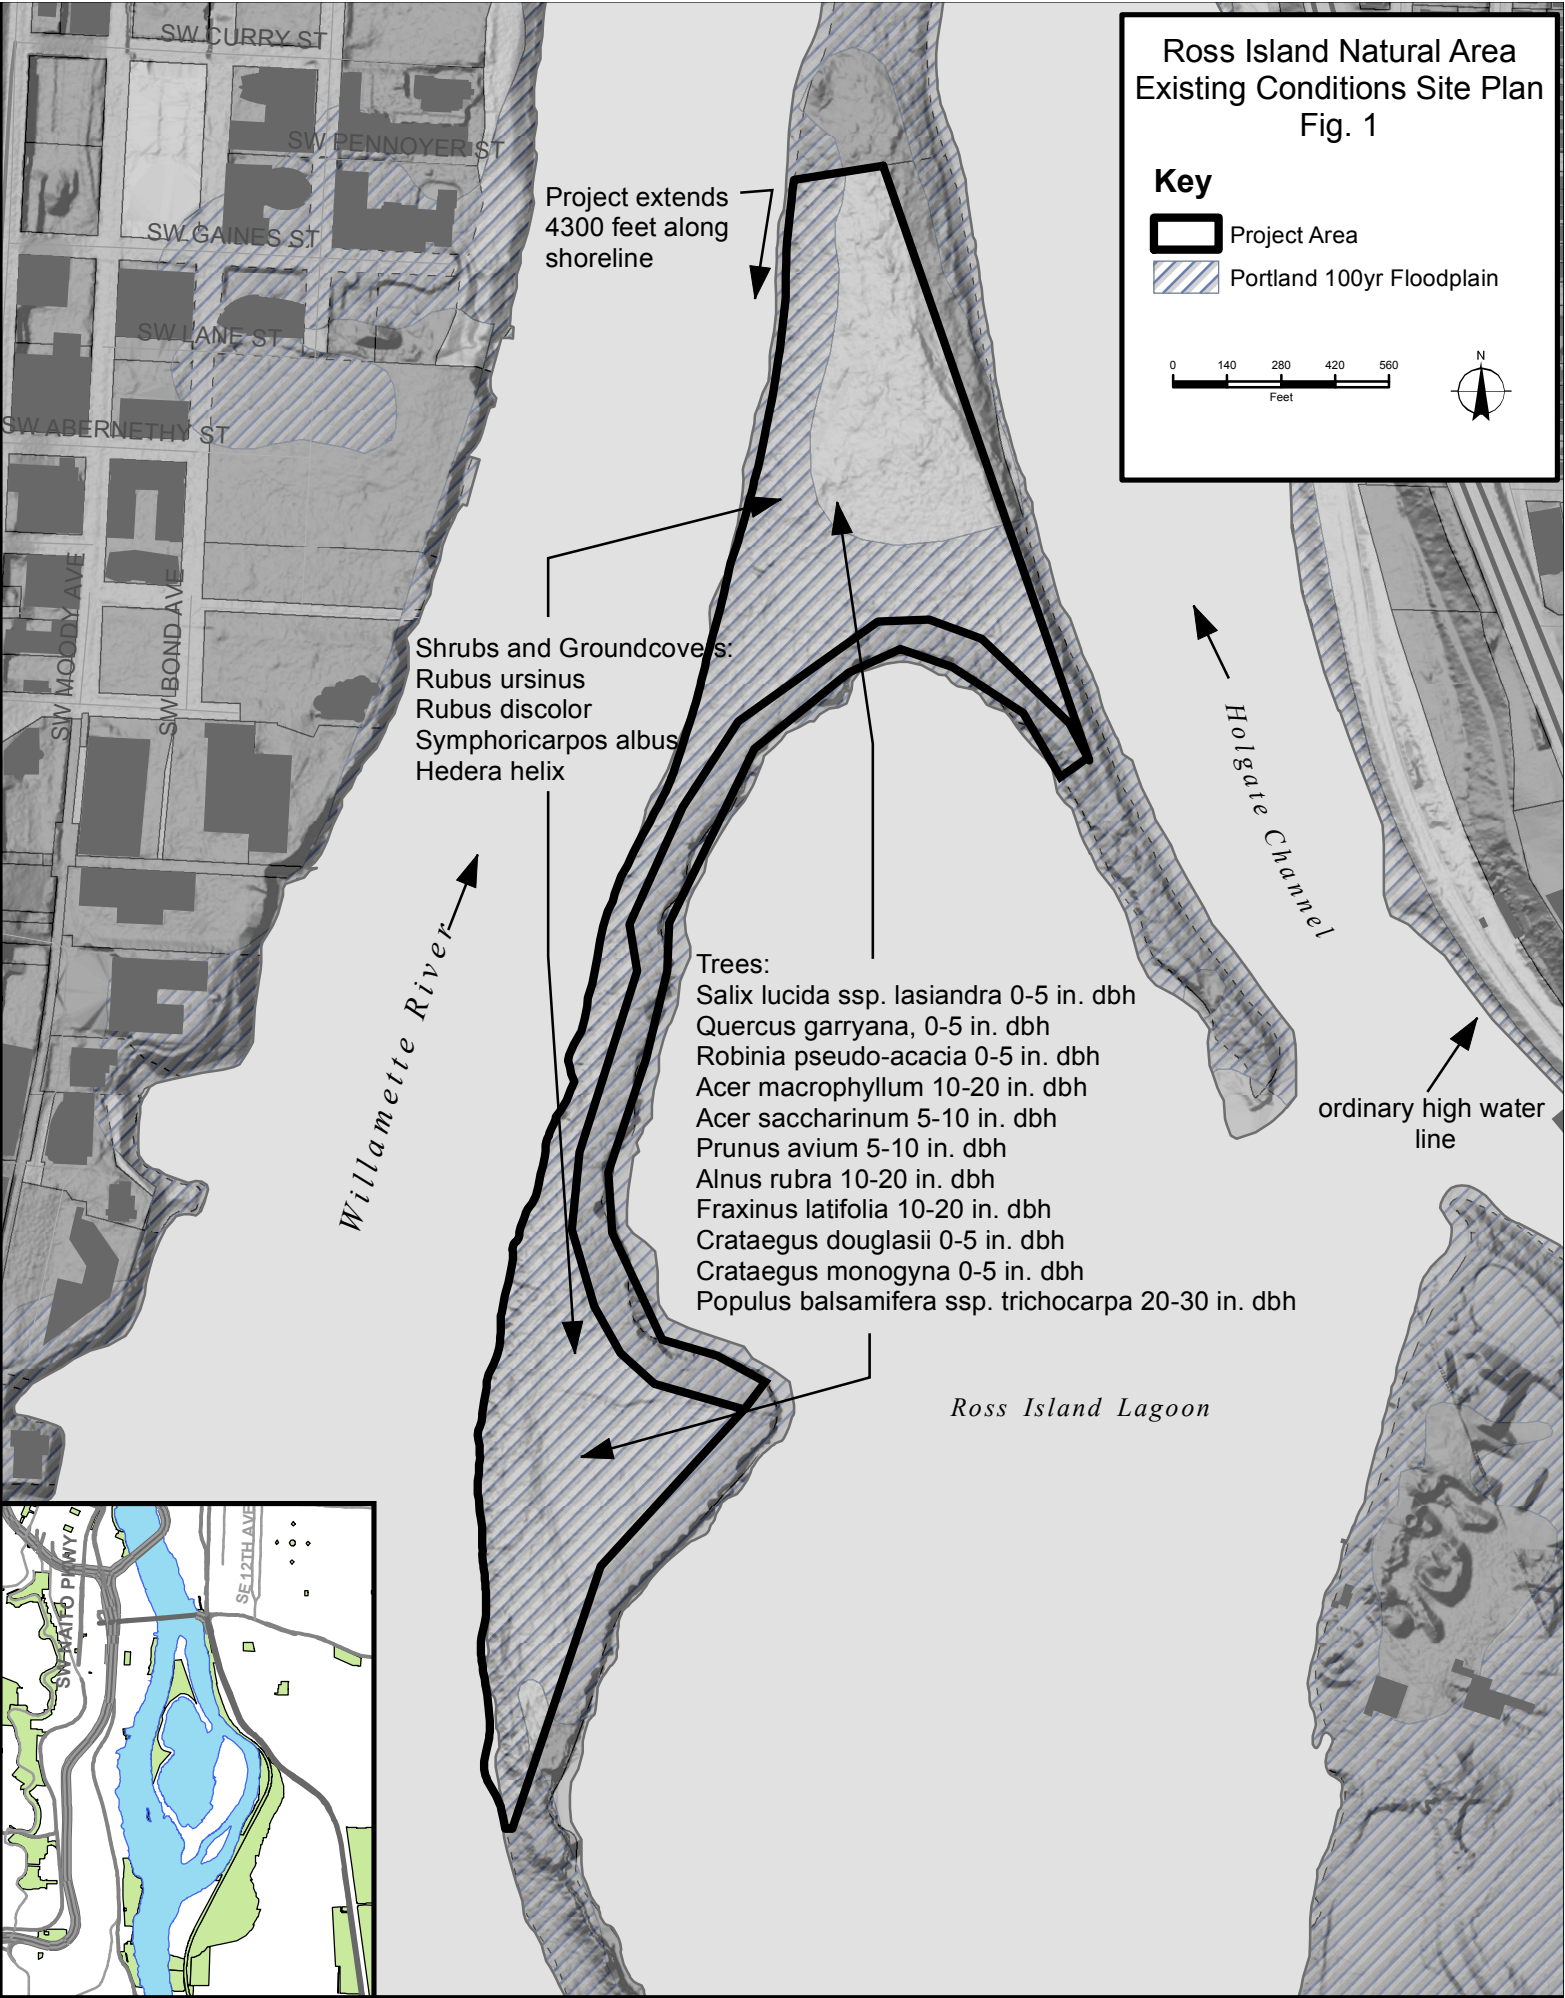 Ross Island Natural Area
Existing Conditions Site Plan
Fig. 1
Key
Project Area
Portland 100yr Floodplain
0 140 280 420 560
Feet
N
SW CURRY ST
SW PENNOYER ST
SW GAINES ST
SW LANE ST
SW ABERNETHY ST
SW MOODY AVE
SW BOND AVE
Project extends
4300 feet along
shoreline
Shrubs and Groundcovers:
Rubus ursinus
Rubus discolor
Symphoricarpos albus
Hedera helix
Willamette River
Holgate Channel
Trees:
Salix lucida ssp. lasiandra 0-5 in. dbh
Quercus garryana, 0-5 in. dbh
Robinia pseudo-acacia 0-5 in. dbh
Acer macrophyllum 10-20 in. dbh
Acer saccharinum 5-10 in. dbh
Prunus avium 5-10 in. dbh
Alnus rubra 10-20 in. dbh
Fraxinus latifolia 10-20 in. dbh
Crataegus douglasii 0-5 in. dbh
Crataegus monogyna 0-5 in. dbh
Populus balsamifera ssp. trichocarpa 20-30 in. dbh
ordinary high water
line
Ross Island Lagoon
SW NAITO PKWY
SE 12TH AVE